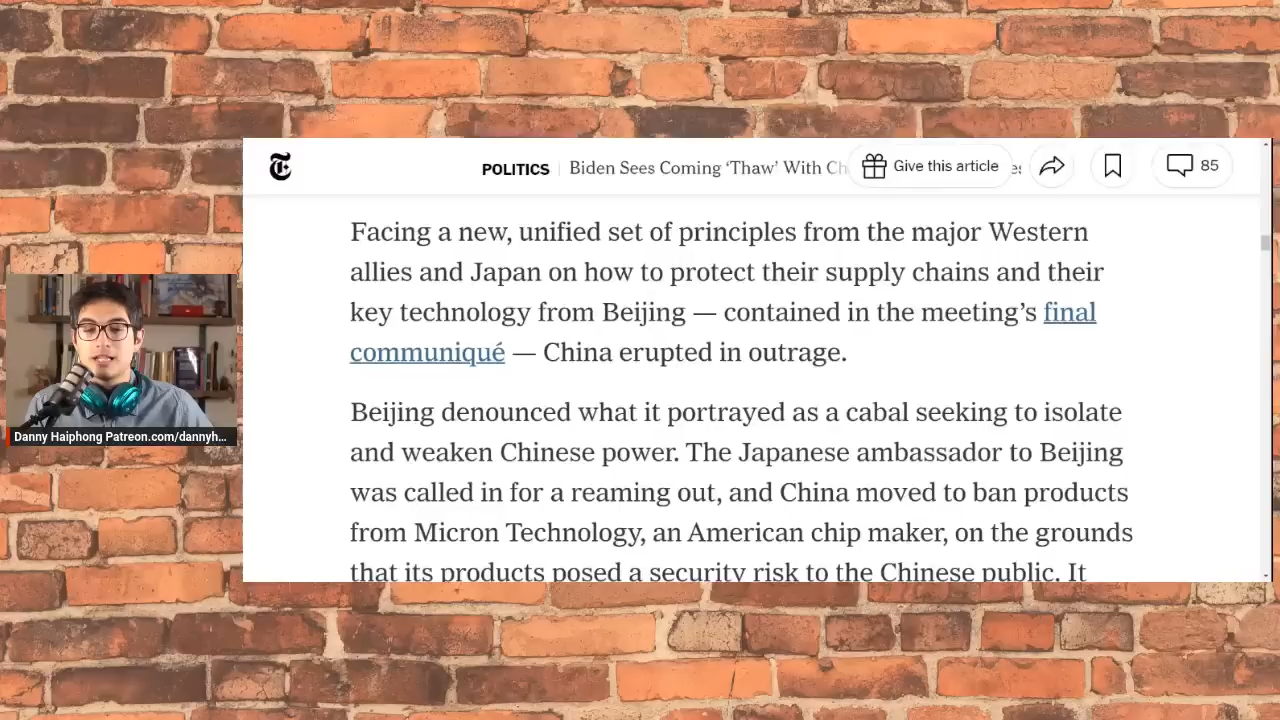 POLITICS | Biden Sees Coming ‘Thaw’ With Ch
Give this article
85
Facing a new, unified set of principles from the major Western
allies and Japan on how to protect their supply chains and their
key technology from Beijing — contained in the meeting’s final
communiqué — China erupted in outrage.
Beijing denounced what it portrayed as a cabal seeking to isolate
and weaken Chinese power. The Japanese ambassador to Beijing
was called in for a reaming out, and China moved to ban products
from Micron Technology, an American chip maker, on the grounds
that its products posed a security risk to the Chinese public. It
Danny Haiphong Patreon.com/dannyh...